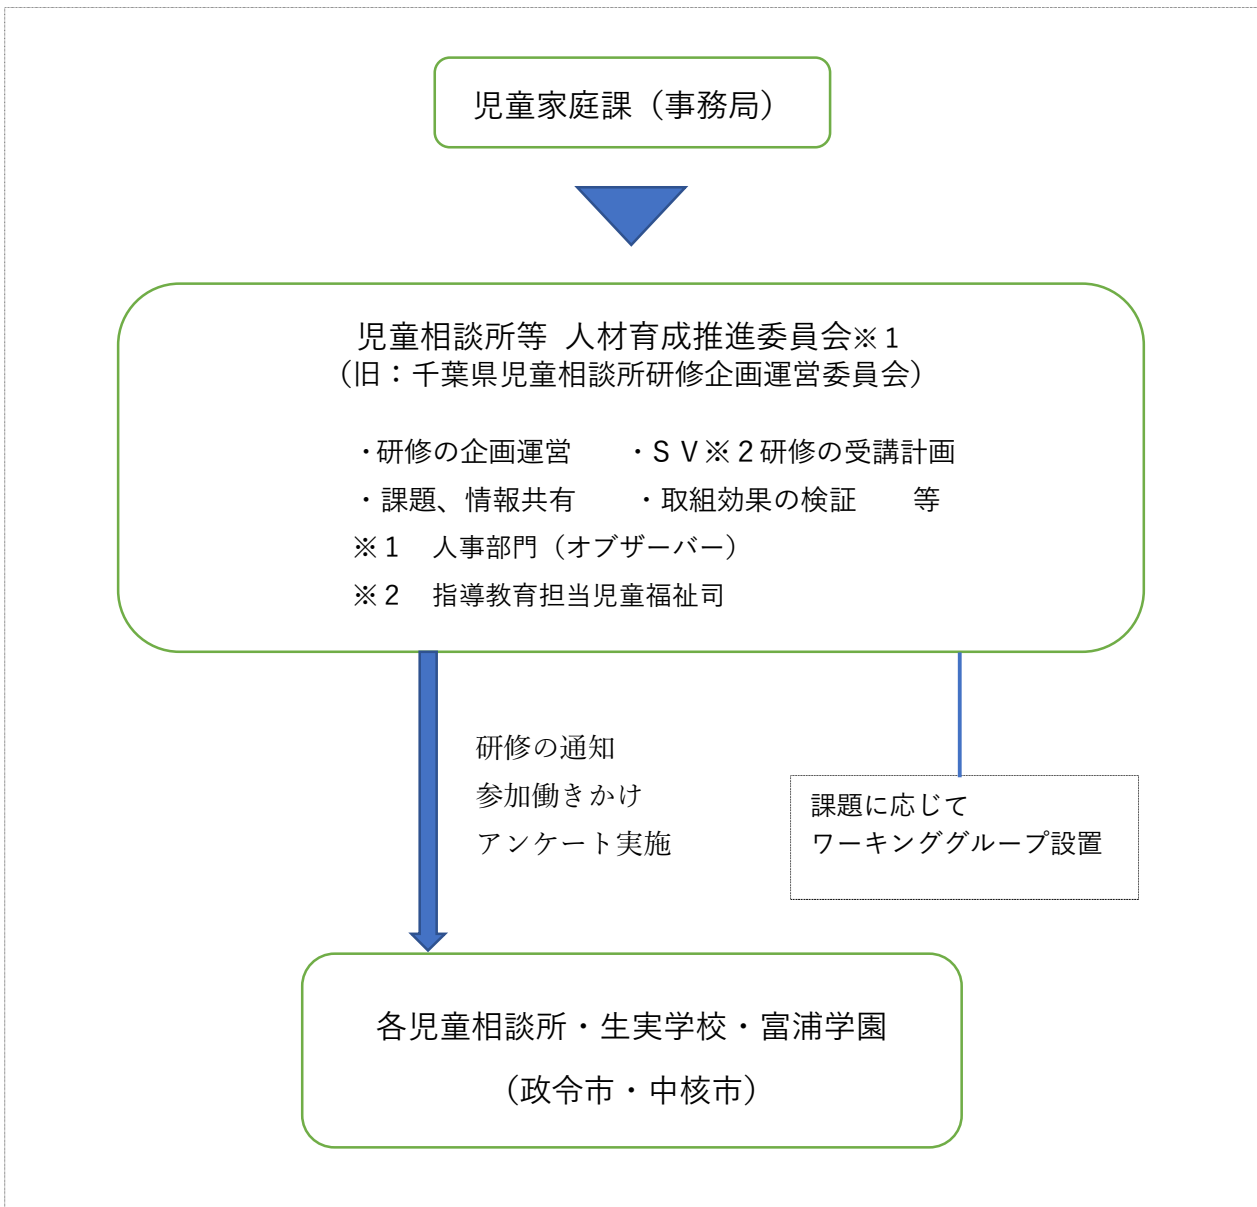 児童家庭課（事務局）
児童相談所等 人材育成推進委員会※１
（旧：千葉県児童相談所研修企画運営委員会）
・研修の企画運営　・ＳＶ※２研修の受講計画
・課題、情報共有　　・取組効果の検証　　等
※１　人事部門（オブザーバー）
※２　指導教育担当児童福祉司
研修の通知
参加働きかけ
アンケート実施
課題に応じて
ワーキンググループ設置
各児童相談所・生実学校・富浦学園
（政令市・中核市）